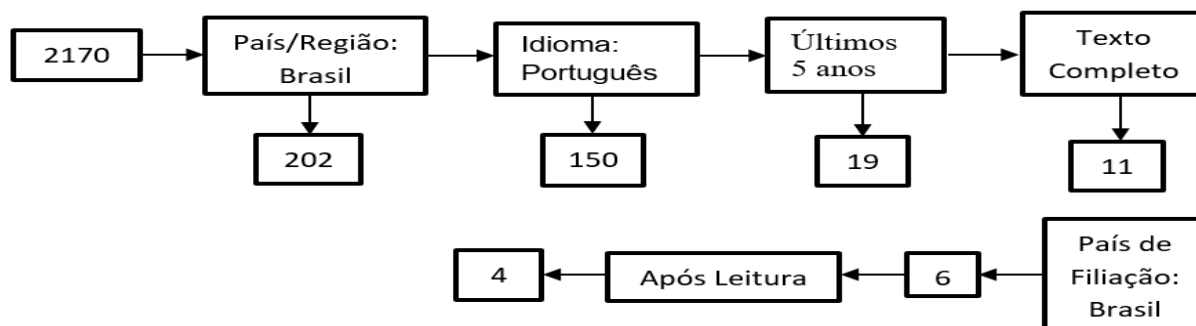 2170
País/Região:
Brasil
Idioma:
Português
Últimos
5 anos
Texto
Completo
202
150
19
11
4
Após Leitura
6
País de
Filiação:
Brasil